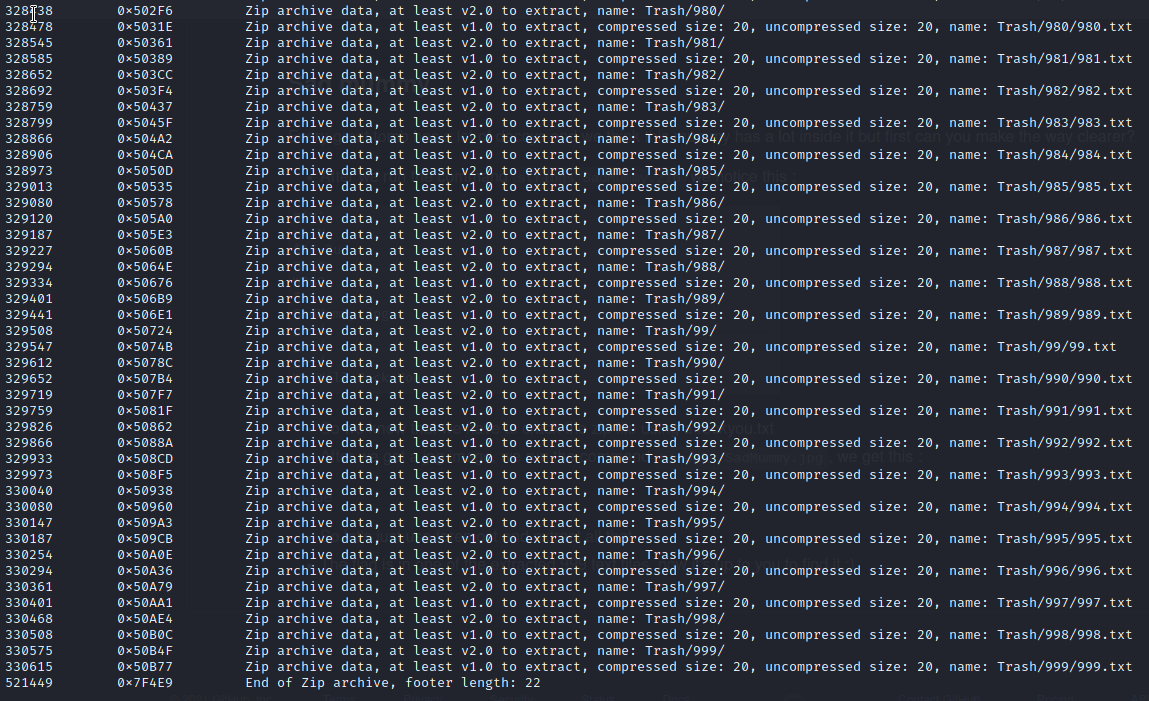 328438 0×502F6 Zip archive data, at least v2.0 to extract, name: Trash/980/
328478 0×5031E Zip archive data, at least v1.0 to extract, compressed size: 20, uncompressed size: 20, name: Trash/980/980.txt
328545 0×50361 Zip archive data, at least v2.0 to extract, name: Trash/981/
328585 0×50389 Zip archive data, at least v1.0 to extract, compressed size: 20, uncompressed size: 20, name: Trash/981/981.txt
328652 0×503CC Zip archive data, at least v2.0 to extract, name: Trash/982/
328692 0×503F4 Zip archive data, at least v1.0 to extract, compressed size: 20, uncompressed size: 20, name: Trash/982/982.txt
328759 0×50437 Zip archive data, at least v2.0 to extract, name: Trash/983/
328799 0×5045F Zip archive data, at least v1.0 to extract, compressed size: 20, uncompressed size: 20, name: Trash/983/983.txt
328866 0×504A2 Zip archive data, at least v2.0 to extract, name: Trash/984/
has a lot inside it but first can you make the way clearer?
328906 0×504CA Zip archive data, at least v1.0 to extract, compressed size: 20, uncompressed size: 20, name: Trash/984/984.txt
328973 0×5050D Zip archive data, at least v2.0 to extract, name: Trash/985/
329013 0×50535 Zip archive data, at least v1.0 to extract, compressed size: 20, uncompressed size: 20, name: Trash/985/985.txt
329080 0×50578 Zip archive data, at least v2.0 to extract, name: Trash/986/
329120 0×505A0 Zip archive data, at least v1.0 to extract, compressed size: 20, uncompressed size: 20, name: Trash/986/986.txt
329187 0×505E3 Zip archive data, at least v2.0 to extract, name: Trash/987/
329227 0×5060B Zip archive data, at least v1.0 to extract, compressed size: 20, uncompressed size: 20, name: Trash/987/987.txt
329294 0×5064E Zip archive data, at least v2.0 to extract, name: Trash/988/
329334 0×50676 Zip archive data, at least v1.0 to extract, compressed size: 20, uncompressed size: 20, name: Trash/988/988.txt
329401 0×506B9 Zip archive data, at least v2.0 to extract, name: Trash/989/
329441 0×506E1 Zip archive data, at least v1.0 to extract, compressed size: 20, uncompressed size: 20, name: Trash/989/989.txt
329508 0×50724 Zip archive data, at least v2.0 to extract, name: Trash/99/
329547 0×5074B Zip archive data, at least v1.0 to extract, compressed size: 20, uncompressed size: 20, name: Trash/99/99.txt
329612 0×5078C Zip archive data, at least v2.0 to extract, name: Trash/990/
329652 0×507B4 Zip archive data, at least v1.0 to extract, compressed size: 20, uncompressed size: 20, name: Trash/990/990.txt
329719 0×507F7 Zip archive data, at least v2.0 to extract, name: Trash/991/
329759 0×5081F Zip archive data, at least v1.0 to extract, compressed size: 20, uncompressed size: 20, name: Trash/991/991.txt
329826 0×50862 Zip archive data, at least v2.0 to extract, name: Trash/992/
329866 0×5088A Zip archive data, at least v1.0 to extract, compressed size: 20, uncompressed size: 20, name: Trash/992/992.txt
329933 0×508CD Zip archive data, at least v2.0 to extract, name: Trash/993/
we get this
329973 0×508F5 Zip archive data, at least v1.0 to extract, compressed size: 20, uncompressed size: 20, name: Trash/993/993.txt
330040 0×50938 Zip archive data, at least v2.0 to extract, name: Trash/994/
330080 0×50960 Zip archive data, at least v1.0 to extract, compressed size: 20, uncompressed size: 20, name: Trash/994/994.txt
330147 0×509A3 Zip archive data, at least v2.0 to extract, name: Trash/995/
330187 0×509CB Zip archive data, at least v1.0 to extract, compressed size: 20, uncompressed size: 20, name: Trash/995/995.txt
330254 0×50A0E Zip archive data, at least v2.0 to extract, name: Trash/996/
330294 0×50A36 Zip archive data, at least v1.0 to extract, compressed size: 20, uncompressed size: 20, name: Trash/996/996.txt
330361 0×50A79 Zip archive data, at least v2.0 to extract, name: Trash/997/
330401 0×50AA1 Zip archive data, at least v1.0 to extract, compressed size: 20, uncompressed size: 20, name: Trash/997/997.txt
330468 0×50AE4 Zip archive data, at least v2.0 to extract, name: Trash/998/
330508 0×50B0C Zip archive data, at least v1.0 to extract, compressed size: 20, uncompressed size: 20, name: Trash/998/998.txt
330575 0×50B4F Zip archive data, at least v2.0 to extract, name: Trash/999/
330615 0×50B77 Zip archive data, at least v1.0 to extract, compressed size: 20, uncompressed size: 20, name: Trash/999/999.txt
521449 0×7F4E9 End of Zip archive, footer length: 22